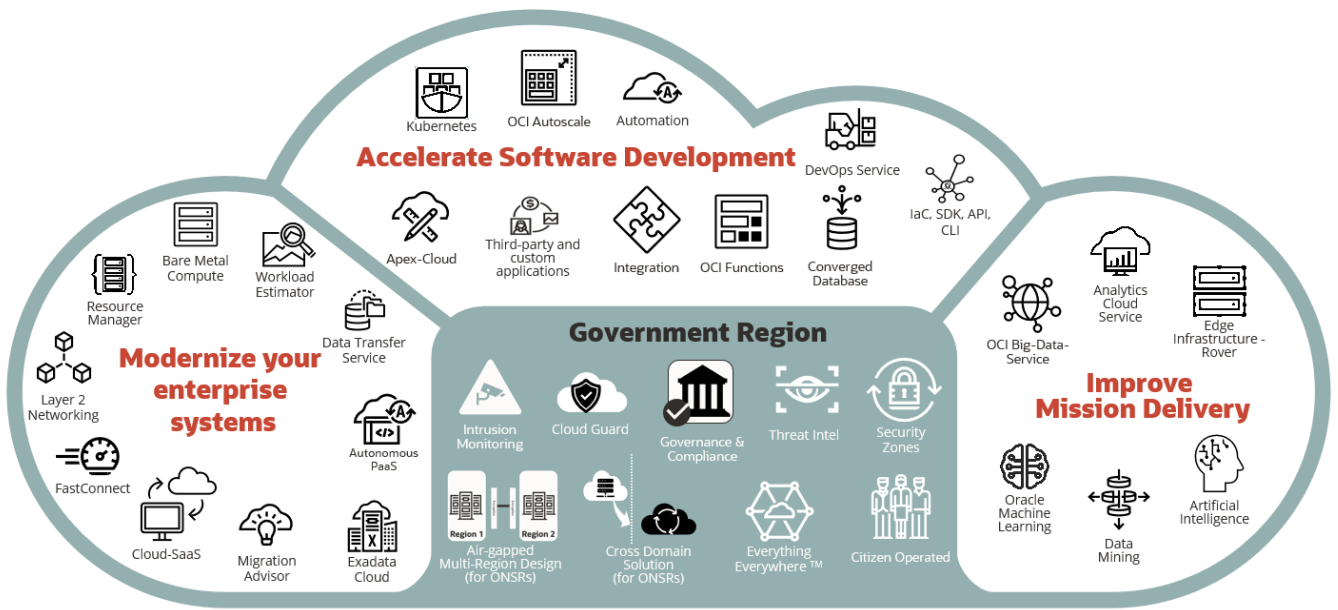 Kubernetes
OCI Autoscale
Automation
Accelerate Software Development
DevOps Service
IaC, SDK, API,
CLI
Apex-Cloud
Third-party and
custom
applications
Integration
OCI Functions
Converged
Database
Bare Metal
Compute
Workload
Estimator
Resource
Manager
Data Transfer
Service
Modernize your
enterprise
systems
Layer 2
Networking
Autonomous
PaaS
FastConnect
Cloud-SaaS
Migration
Advisor
X
Exadata
Cloud
Government Region
Intrusion
Monitoring
Cloud Guard
Governance &
Compliance
Threat Intel
Security
Zones
Region 1
Region 2
Air-gapped
Multi-Region Design
(for ONSRs)
Cross Domain
Solution
(for ONSRs)
Everything
Everywhere TM
Citizen Operated
Analytics
Cloud
Service
OCI Big-Data-
Service
Edge
Infrastructure -
Rover
Improve
Mission Delivery
Oracle
Machine
Learning
Data
Mining
Artificial
Intelligence